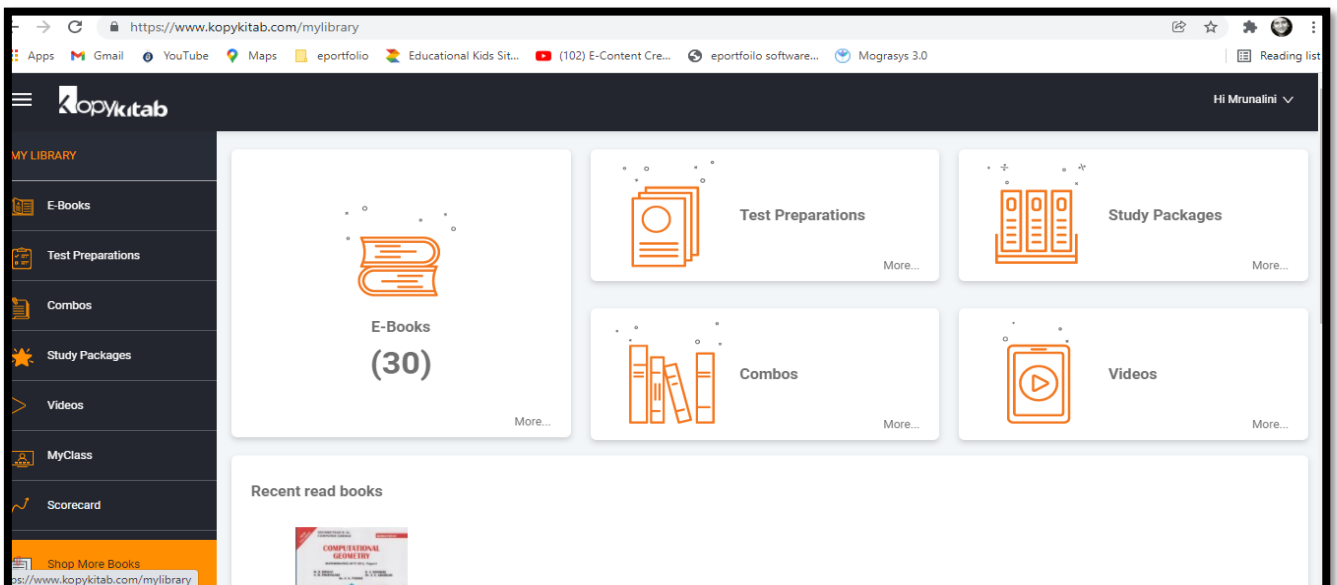 https://www.kopykitab.com/mylibrary
Apps Gmail YouTube Maps eportfolio Educational Kids Sit... (102) E-Content Cre... eportfoilo software... Mograsys 3.0 Reading list
Kopykitab
Hi Mrunalini
MY LIBRARY
E-Books
Test Preparations
Combos
Study Packages
Videos
MyClass
Scorecard
Shop More Books
ps://www.kopykitab.com/mylibrary
E-Books
(30)
More...
Test Preparations
More...
Study Packages
More...
Combos
More...
Videos
More...
Recent read books
COMPUTATIONAL
GEOMETRY